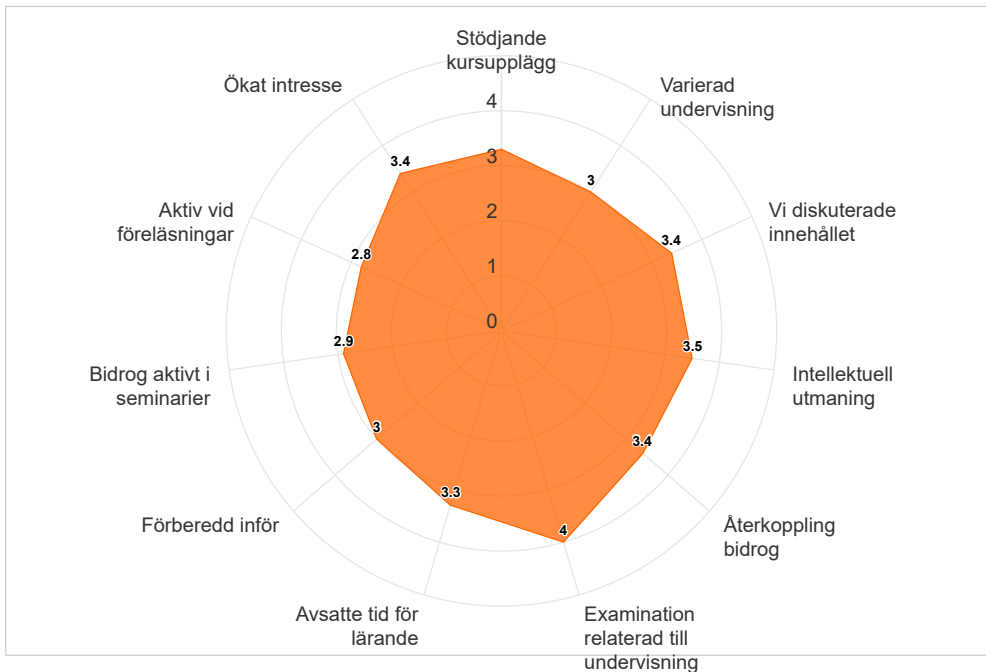 Stödjande
kursupplägg
Ökat intresse
Varierad
undervisning
4
3.4
3
3
Aktiv vid
föreläsningar
Vi diskuterade
innehållet
2
3.4
2.8
1
0
2.9
3.5
Bidrog aktivt i
seminarier
Intellektuell
utmaning
3
3.4
Förberedd inför
Återkoppling
bidrog
3.3
4
Avsatte tid för
lärande
Examination
relaterad till
undervisning